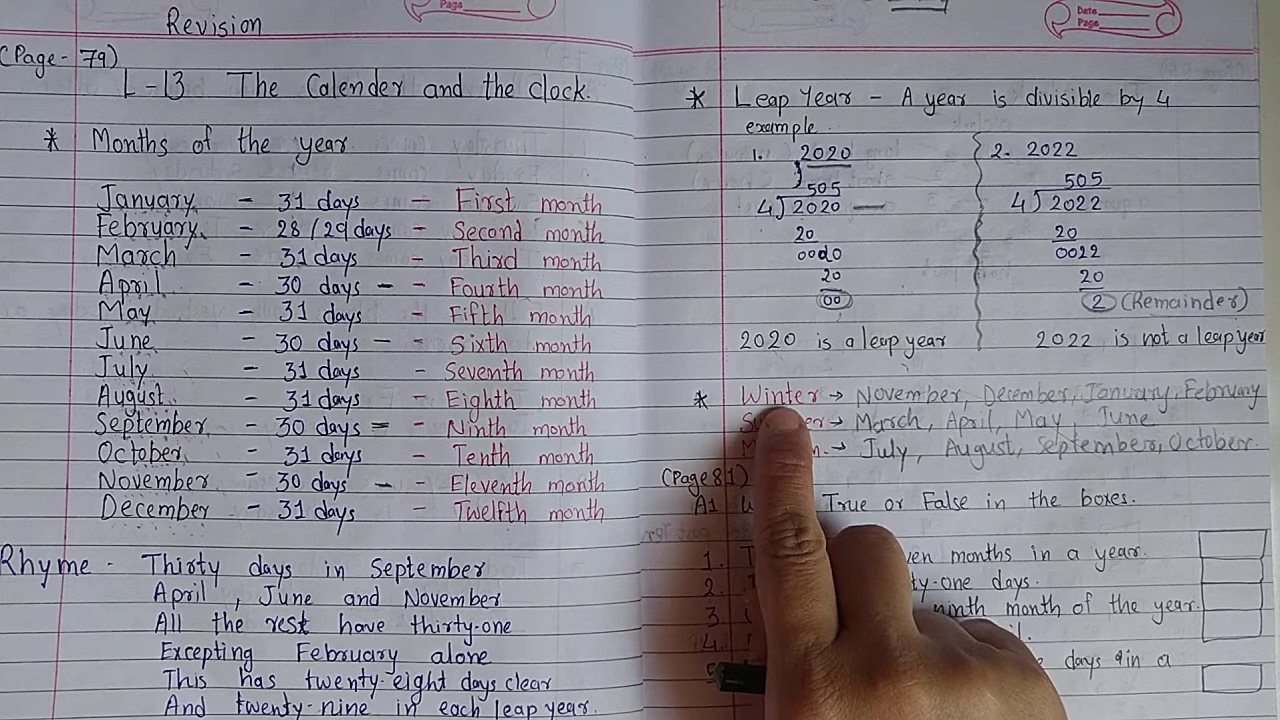 Page
Revision
(Page - 79)
L-13 The Calender and the clock.
* Months of the year
January - 31 days - First month
February - 28/29 days - Second month
March - 31 days - Third month
April - 30 days - - Fourth month
May - 31 days - Fifth month
June - 30 days - - Sixth month
July - 31 days - Seventh month
August - 31 days - Eighth month
September - 30 days = - Ninth month
October - 31 days - Tenth month
November - 30 days - - Eleventh month
December - 31 days - Twelfth month
Rhyme - Thirty days in September
April, June and November
All the rest have thirty-one
Excepting February alone
This has twenty-eight days clear
And twenty-nine in each leap year.
Date
Page
* Leap Year - A year is divisible by 4
example
1. 2020
505
4)2020
20
0020
20
00
2020 is a leap year
2. 2022
505
4)2022
20
0022
20
2 (Remainder)
2022 is not a leap year
* Winter → November, December, January, February
→ March, April, May, June
→ July, August, September, October
(Page 81)
A1 True or False in the boxes.
1. months in a year.
2. days.
3. ninth month of the year.
4.
days in a